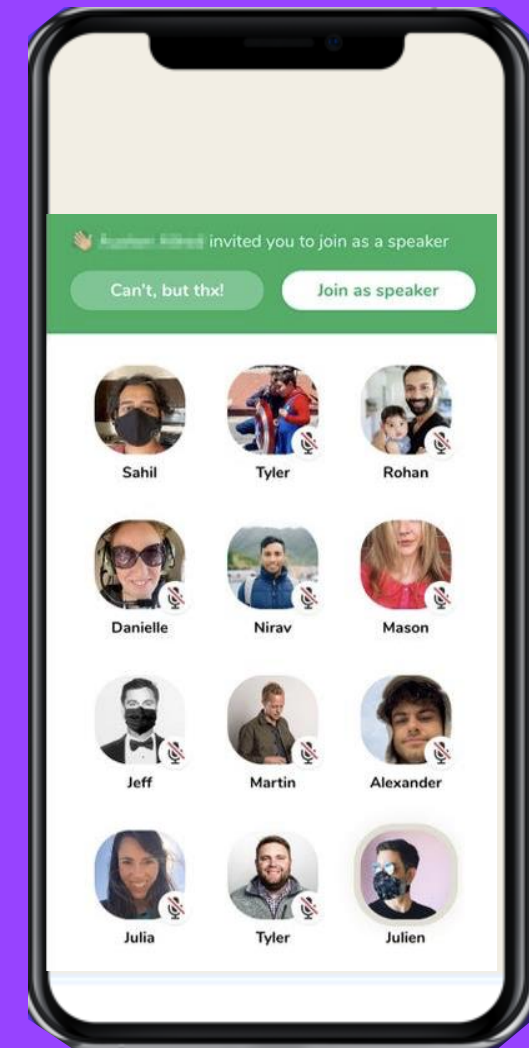 invited you to join as a speaker
Can't, but thx!
Join as speaker
Sahil
Tyler
Rohan
Danielle
Nirav
Mason
Jeff
Martin
Alexander
Julia
Tyler
Julien